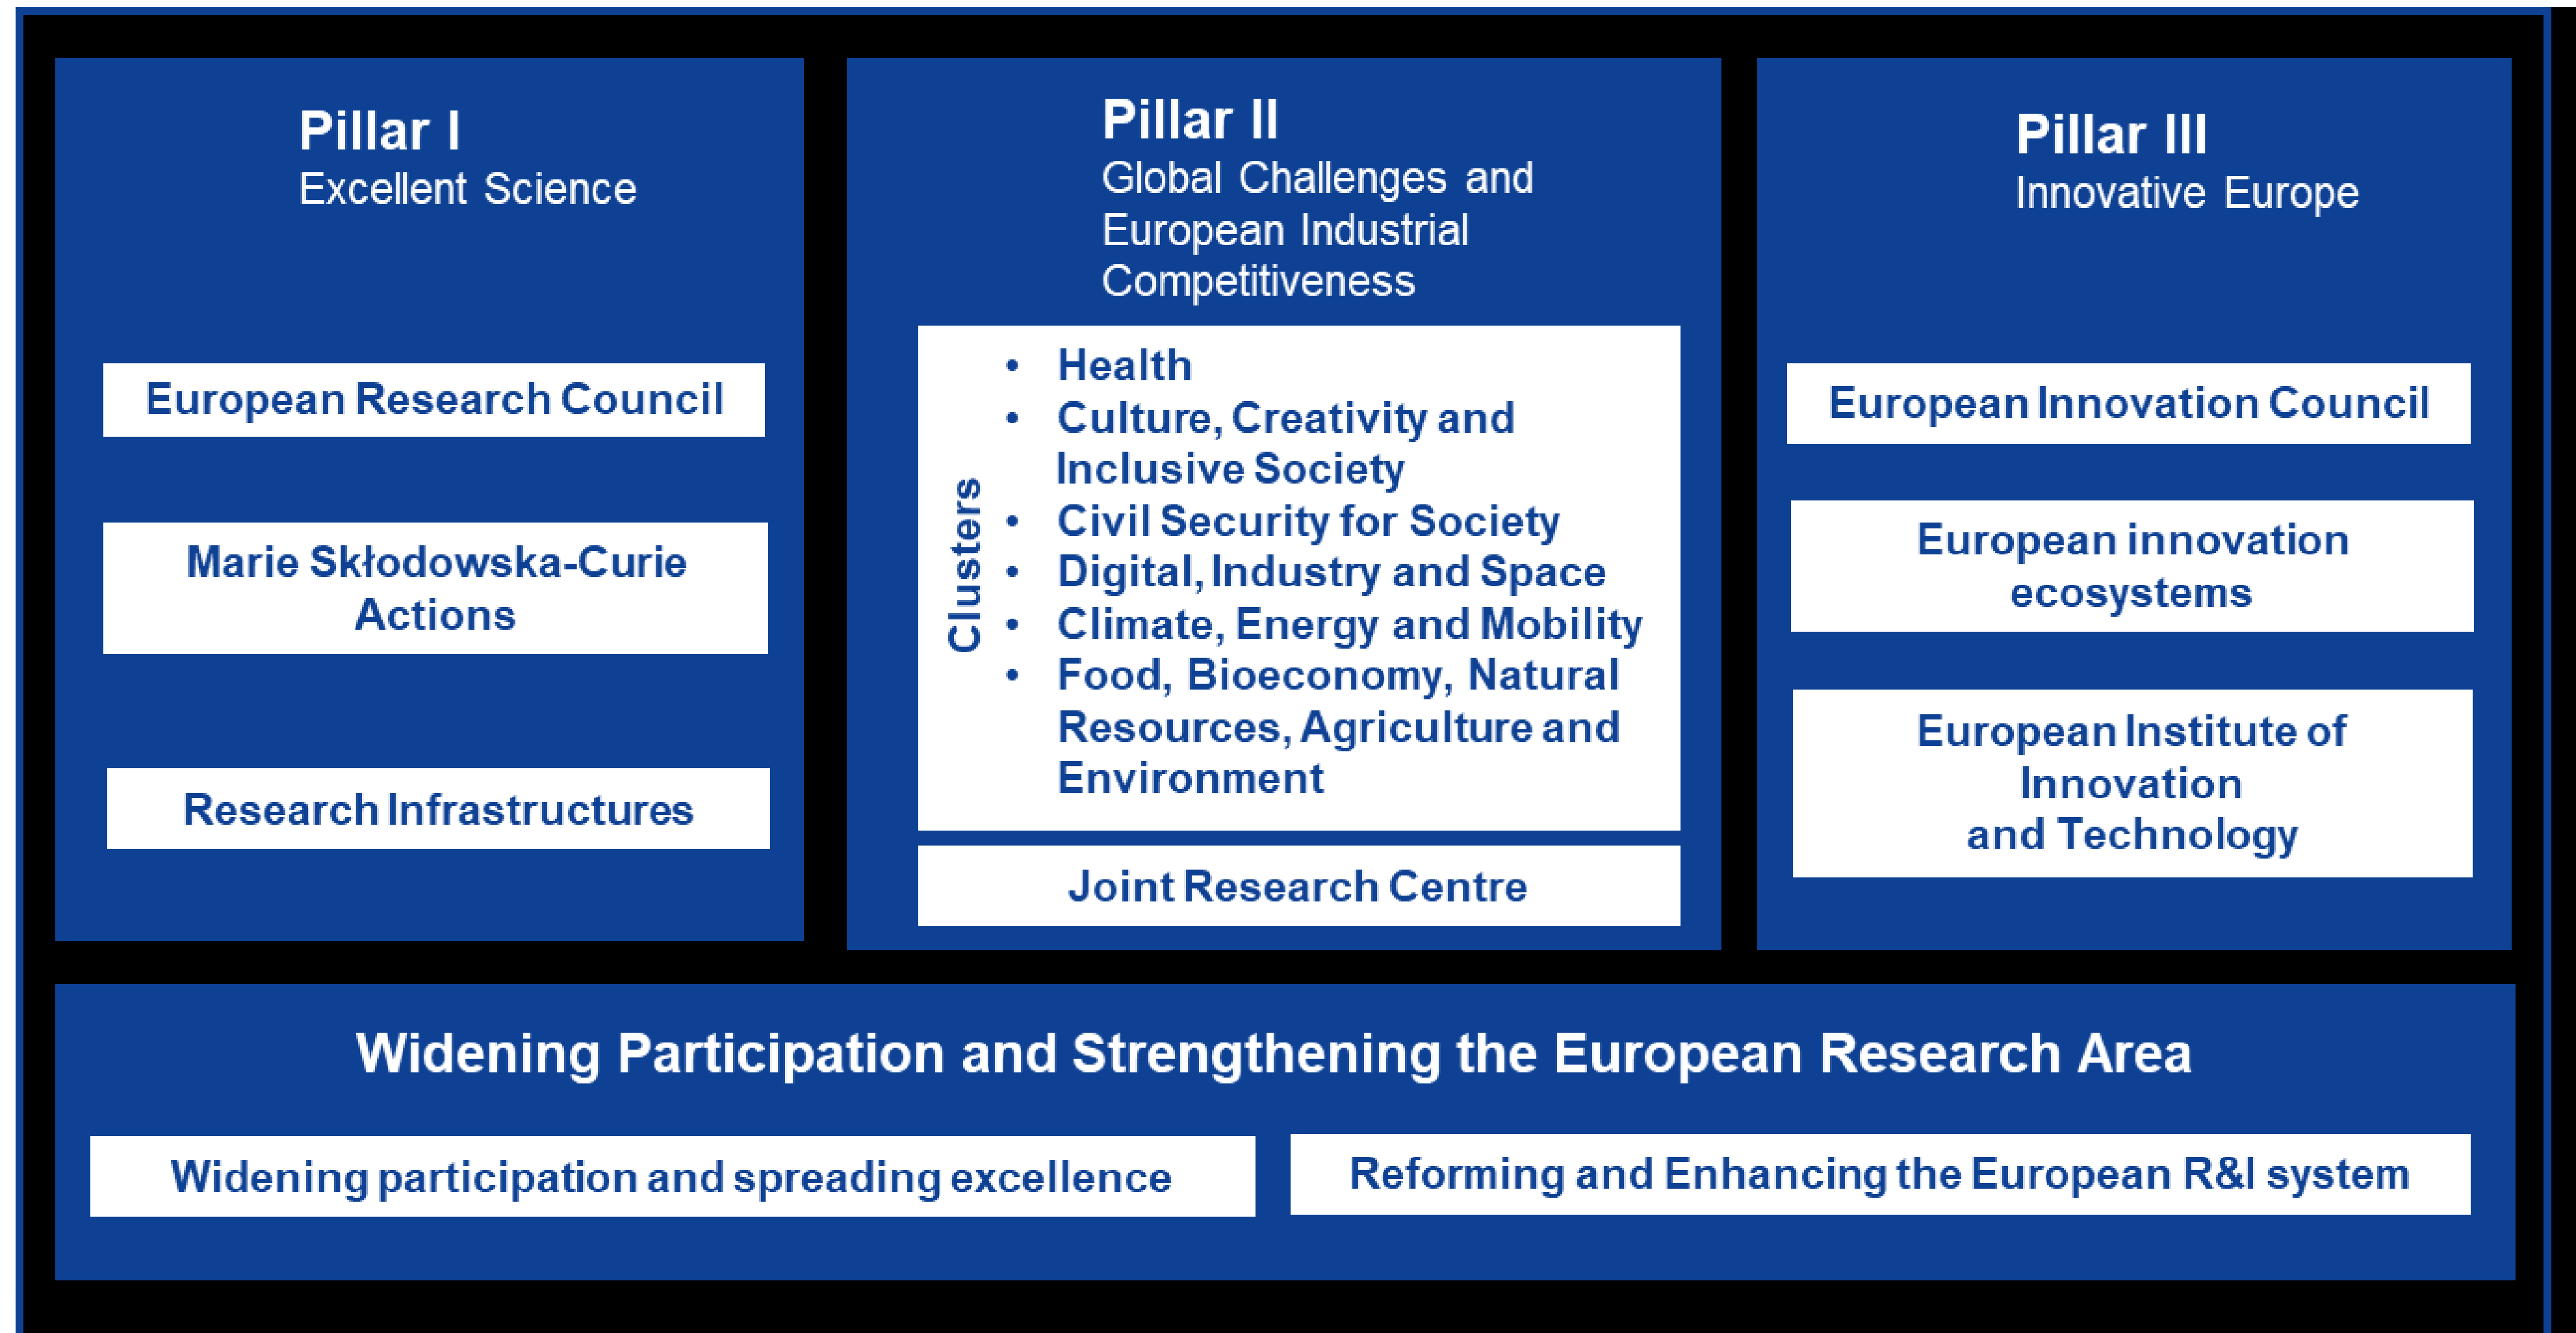 Pillar I
Excellent Science
European Research Council
Marie Skłodowska-Curie
Actions
Research Infrastructures
Pillar II
Global Challenges and
European Industrial
Competitiveness
Clusters
• Health
• Culture, Creativity and
Inclusive Society
• Civil Security for Society
• Digital, Industry and Space
• Climate, Energy and Mobility
• Food, Bioeconomy, Natural
Resources, Agriculture and
Environment
Joint Research Centre
Pillar III
Innovative Europe
European Innovation Council
European innovation
ecosystems
European Institute of
Innovation
and Technology
Widening Participation and Strengthening the European Research Area
Widening participation and spreading excellence
Reforming and Enhancing the European R&I system